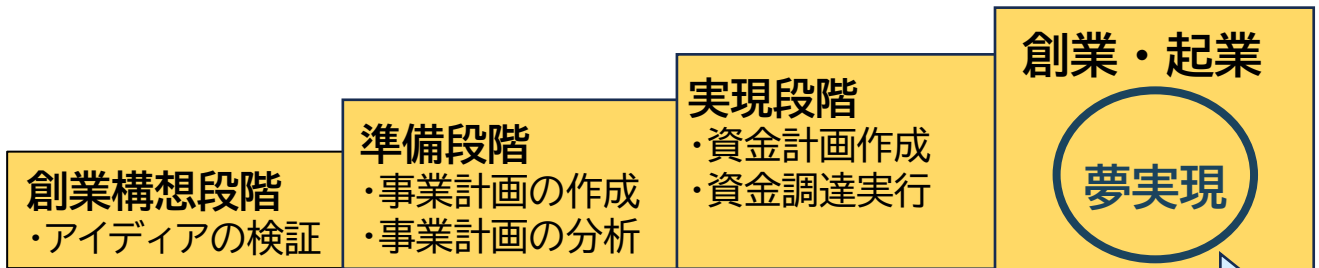 創業構想段階
・アイディアの検証
準備段階
・事業計画の作成
・事業計画の分析
実現段階
・資金計画作成
・資金調達実行
創業・起業
夢実現